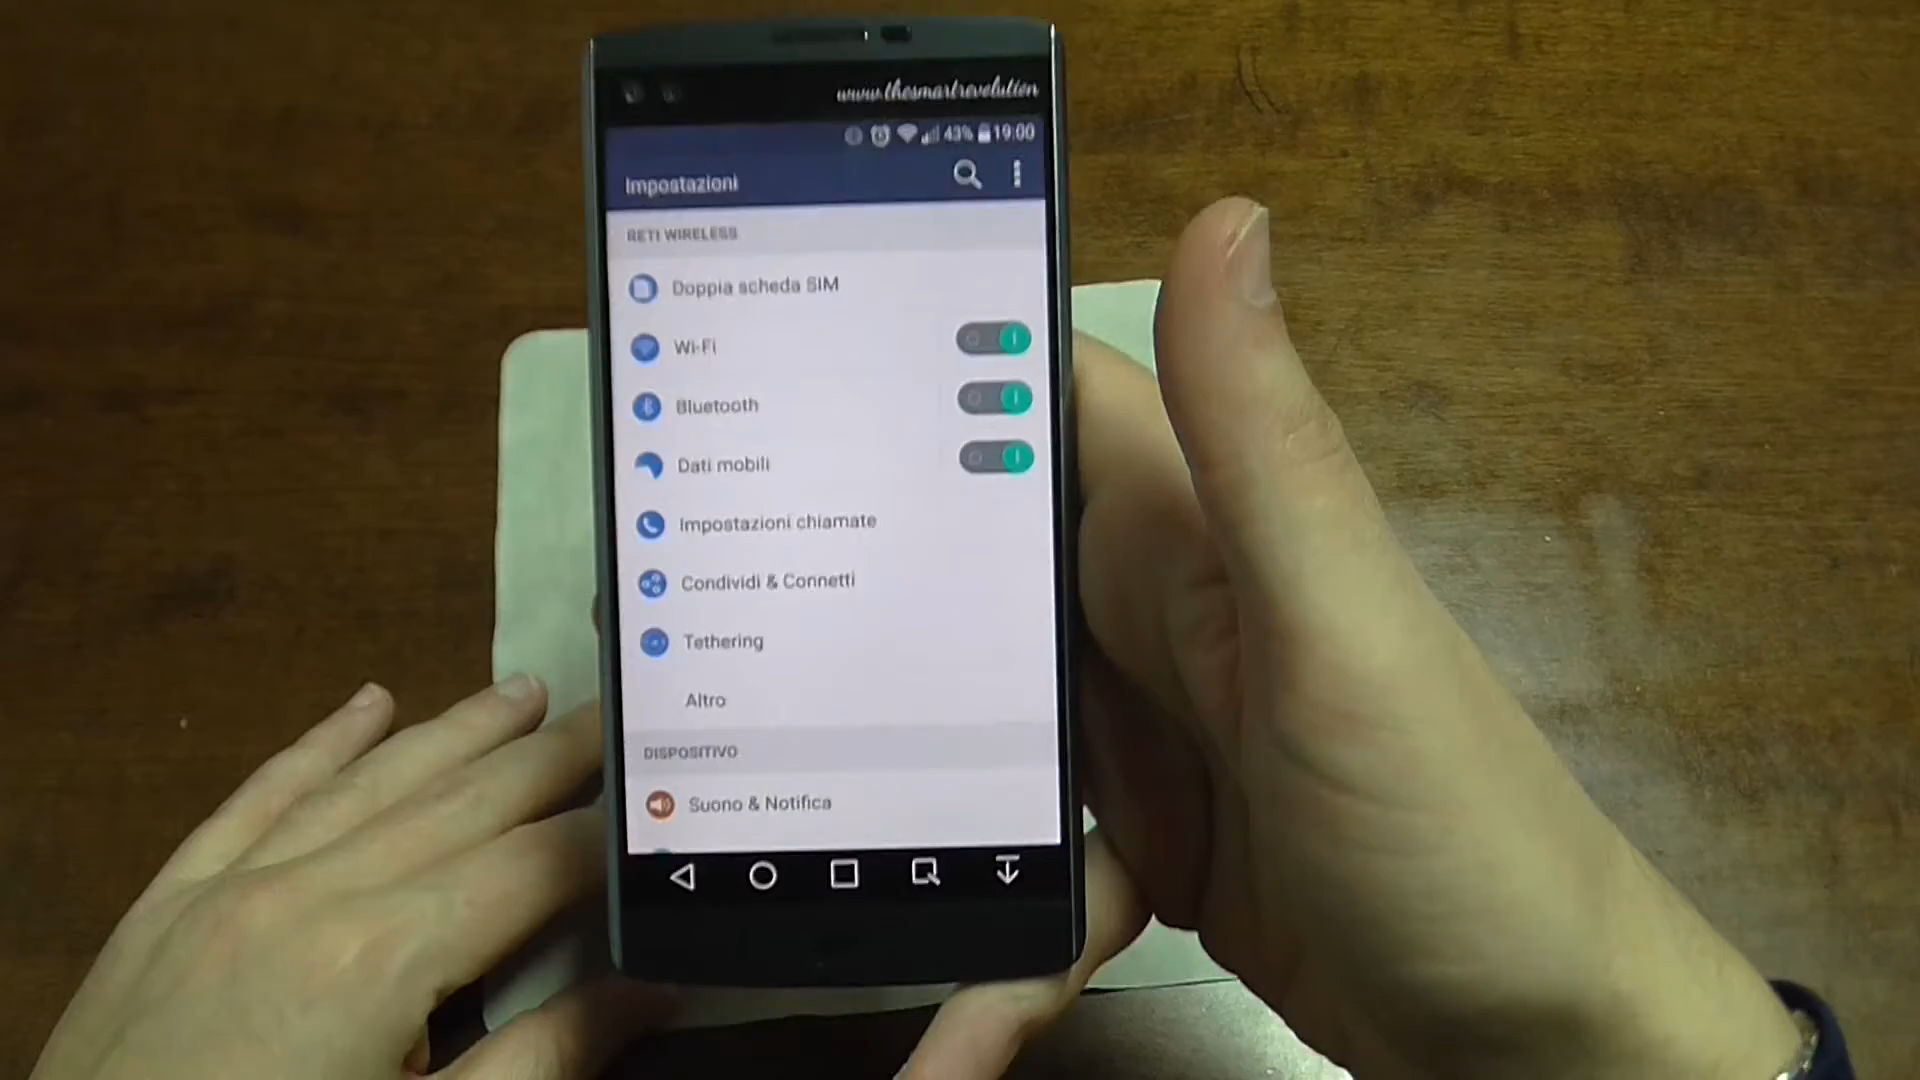 www.thesmartrevolution
43% 19:00
Impostazioni
RETI WIRELESS
Doppia scheda SIM
Wi-Fi
Bluetooth
Dati mobili
Impostazioni chiamate
Condividi & Connetti
Tethering
Altro
DISPOSITIVO
Suono & Notifica